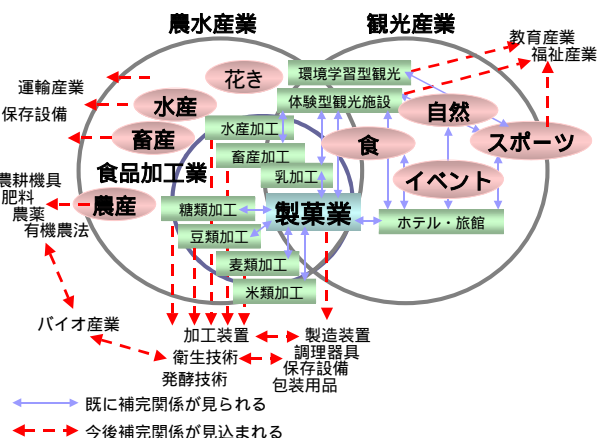 農水産業
観光産業
教育産業
福祉産業
運輸産業
保存設備
花き
環境学習型観光
体験型観光施設
水産
自然
畜産
水産加工
食
スポーツ
畜産加工
食品加工業
乳加工
イベント
農耕機具
肥料
農薬
有機農法
農産
糖類加工
製菓業
ホテル・旅館
豆類加工
麦類加工
米類加工
バイオ産業
加工装置
衛生技術
発酵技術
製造装置
調理器具
保存設備
包装用品
既に補完関係が見られる
今後補完関係が見込まれる